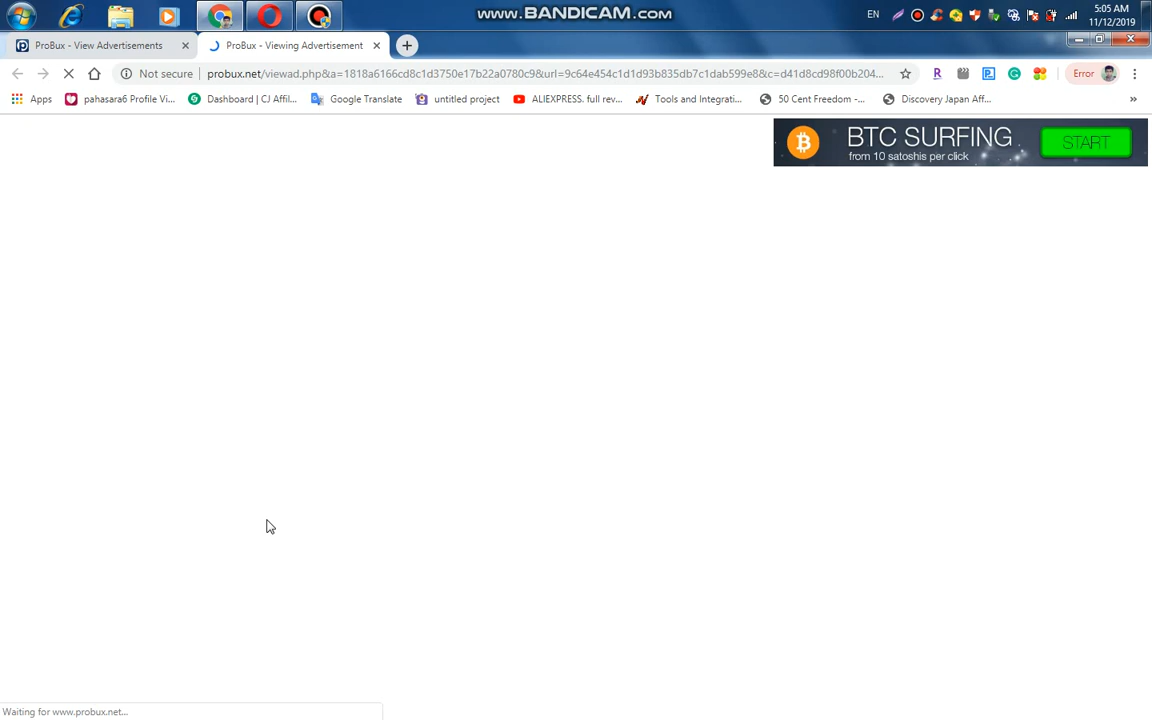 www.BANDICAM.com
EN
5:05 AM
11/12/2019
ProBux - View Advertisements
ProBux - Viewing Advertisement
Error
Not secure
probux.net/viewad.php&a=1818a6166cd8c1d3750e17b22a0780c9&url=9c64e454c1d1d93b835db7c1dab599e8&c=d41d8cd98f00b204...
Apps
pahasara6 Profile Vi...
Dashboard | CJ Affil...
Google Translate
untitled project
ALIEXPRESS. full rev...
Tools and Integrati...
50 Cent Freedom -...
Discovery Japan Aff...
BTC SURFING
from 10 satoshis per click
START
Waiting for www.probux.net...